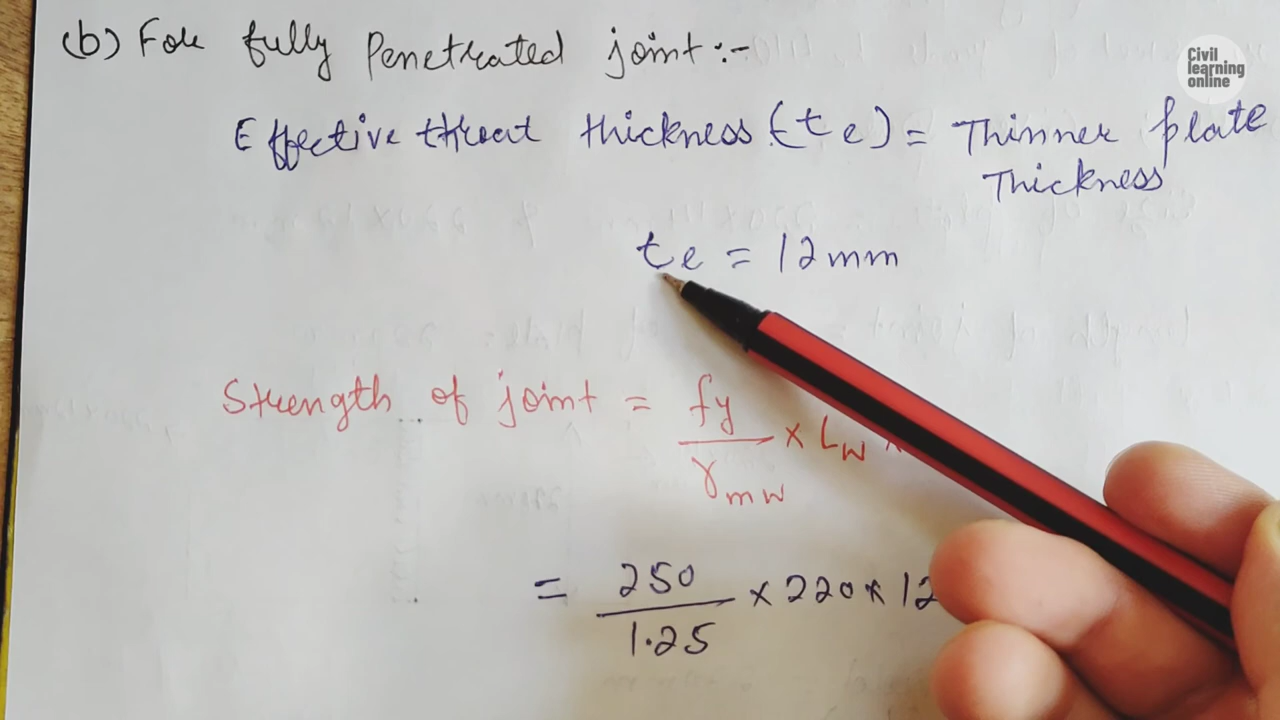 Civil
learning
online
(b) For fully Penetrated joint :-
Effective throat thickness (te) = Thinner plate
Thickness
te = 12mm
Strength of joint = fy / γmw × Lw ×
= 250 / 1.25 × 220 × 12